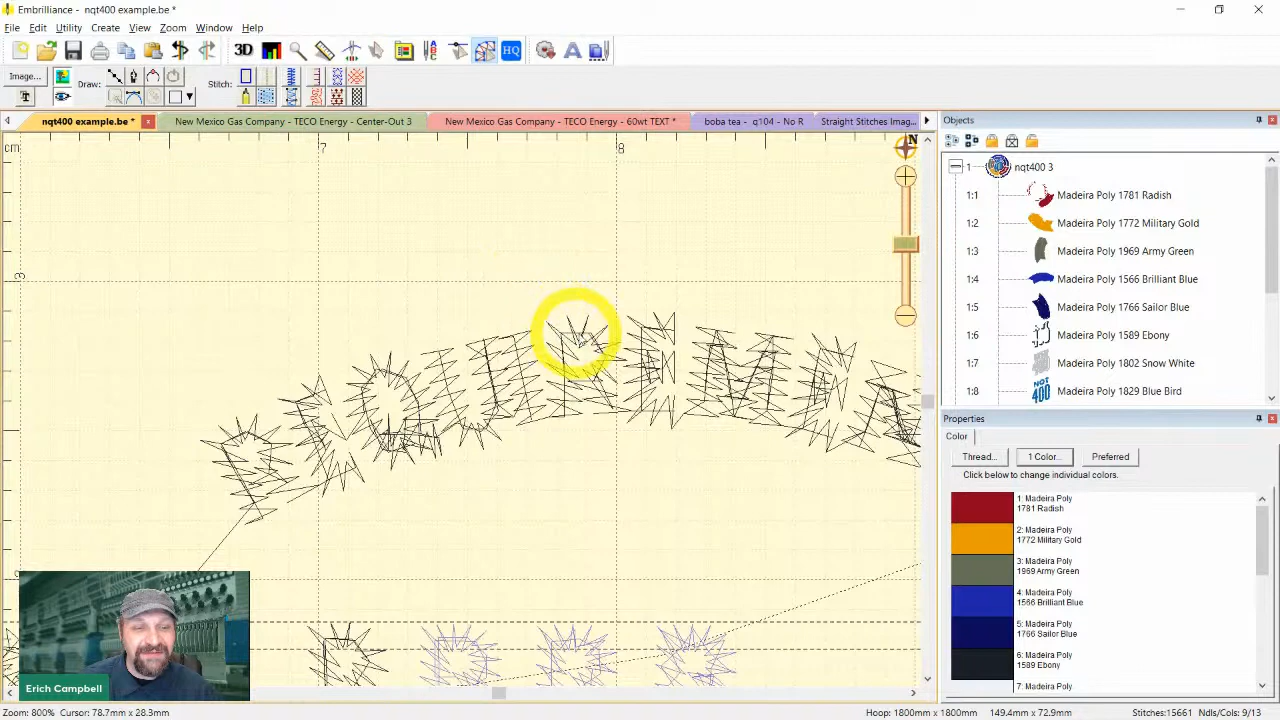 Embrilliance - nqt400 example.be *
File Edit Utility Create View Zoom Window Help
3D ABC HQ A
Image... Draw: Stitch:
T
nqt400 example.be * x New Mexico Gas Company - TECO Energy - Center-Out 3 New Mexico Gas Company - TECO Energy - 60wt TEXT * boba tea - q104 - No R Straight Stitches Imag...
cm 7 8 N
3
Objects
1 nqt400 3
1:1 Madeira Poly 1781 Radish
1:2 Madeira Poly 1772 Military Gold
1:3 Madeira Poly 1969 Army Green
1:4 Madeira Poly 1566 Brilliant Blue
1:5 Madeira Poly 1766 Sailor Blue
1:6 Madeira Poly 1589 Ebony
1:7 Madeira Poly 1802 Snow White
1:8 NQT 400 Madeira Poly 1829 Blue Bird
Properties
Color
Thread... 1 Color... Preferred
Click below to change individual colors.
1: Madeira Poly
1781 Radish
2: Madeira Poly
1772 Military Gold
3: Madeira Poly
1969 Army Green
4: Madeira Poly
1566 Brilliant Blue
5: Madeira Poly
1766 Sailor Blue
6: Madeira Poly
1589 Ebony
7: Madeira Poly
Erich Campbell
Zoom: 800% Cursor: 78.7mm x 28.3mm Hoop: 1800mm x 1800mm 149.4mm x 72.9mm Stitches:15661 Ndls/Cols: 9/13